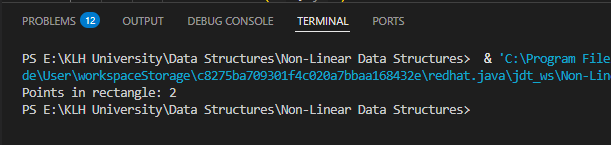 PROBLEMS 12 OUTPUT DEBUG CONSOLE TERMINAL PORTS
PS E:\KLH University\Data Structures\Non-Linear Data Structures>  & 'C:\Program File
de\User\workspaceStorage\c8275ba709301f4c020a7bbaa168432e\redhat.java\jdt_ws\Non-Lin
Points in rectangle: 2
PS E:\KLH University\Data Structures\Non-Linear Data Structures>